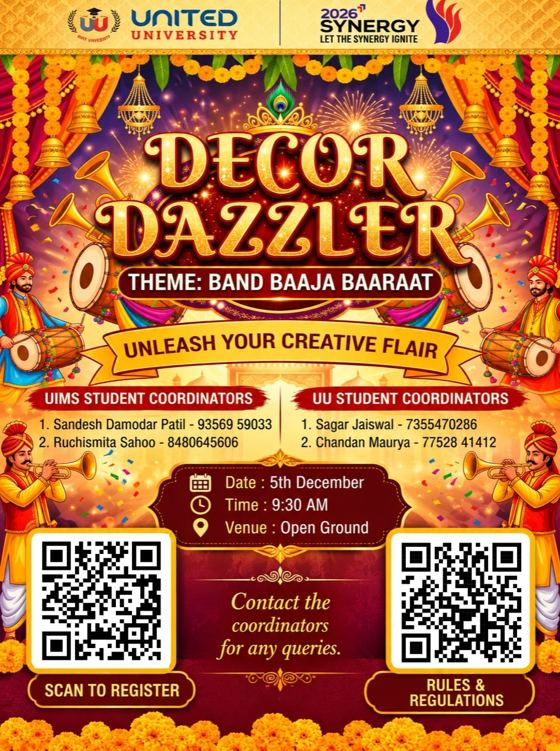 UNITED
UNIVERSITY
2026
SYNERGY
LET THE SYNERGY IGNITE
DECOR
DAZZLER
THEME: BAND BAAJA BAARAAT
UNLEASH YOUR CREATIVE FLAIR
UIMS STUDENT COORDINATORS
1. Sandesh Damodar Patil - 93569 59033
2. Ruchismita Sahoo - 8480645606
UU STUDENT COORDINATORS
1. Sagar Jaiswal - 7355470286
2. Chandan Maurya - 77528 41412
Date : 5th December
Time : 9:30 AM
Venue : Open Ground
Contact the
coordinators
for any queries.
SCAN TO REGISTER
RULES &
REGULATIONS